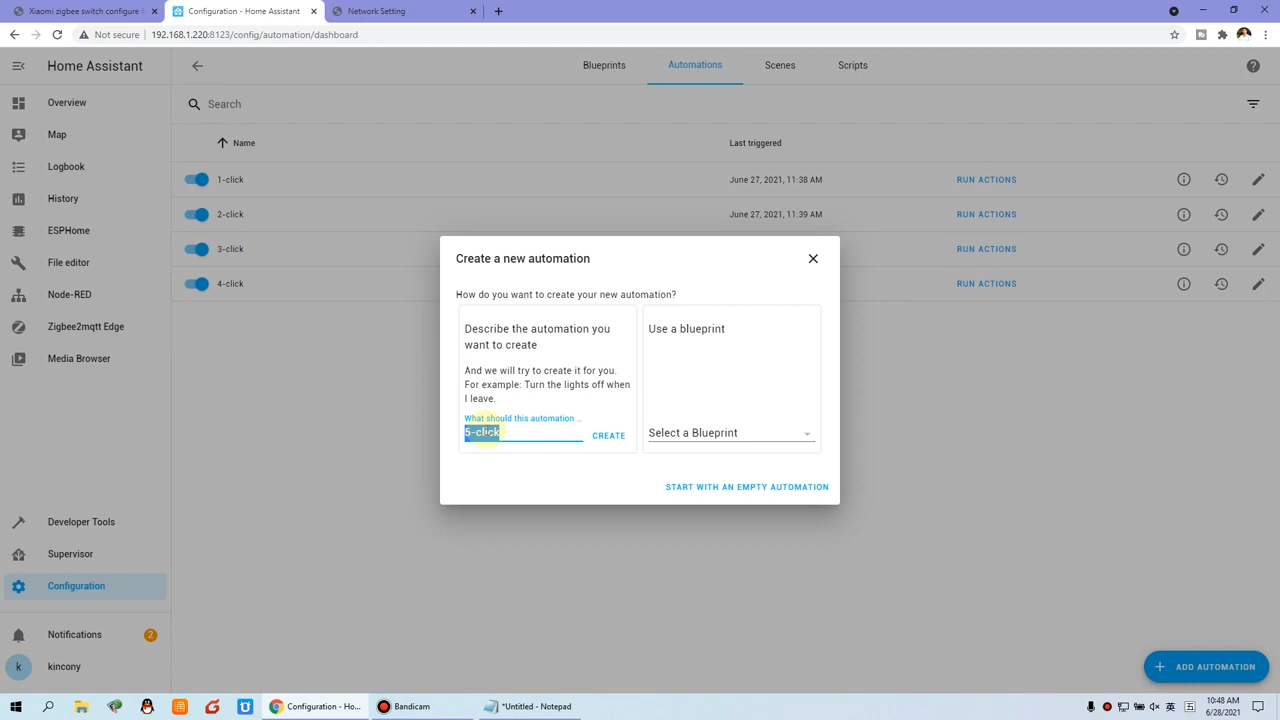 Xiaomi zigbee switch configure
Configuration - Home Assistant
Network Setting
Not secure
192.168.1.220:8123/config/automation/dashboard
Home Assistant
Blueprints
Automations
Scenes
Scripts
Overview
Map
Logbook
History
ESPHome
File editor
Node-RED
Zigbee2mqtt Edge
Media Browser
Developer Tools
Supervisor
Configuration
Notifications
2
k
kincony
Search
Name
Last triggered
1-click
June 27, 2021, 11:38 AM
RUN ACTIONS
2-click
June 27, 2021, 11:39 AM
RUN ACTIONS
3-click
RUN ACTIONS
4-click
RUN ACTIONS
Create a new automation
How do you want to create your new automation?
Describe the automation you
want to create
And we will try to create it for you.
For example: Turn the lights off when
I leave.
What should this automation ...
5-click
CREATE
Use a blueprint
Select a Blueprint
START WITH AN EMPTY AUTOMATION
ADD AUTOMATION
Configuration - Ho...
Bandicam
*Untitled - Notepad
英
10:48 AM
6/28/2021